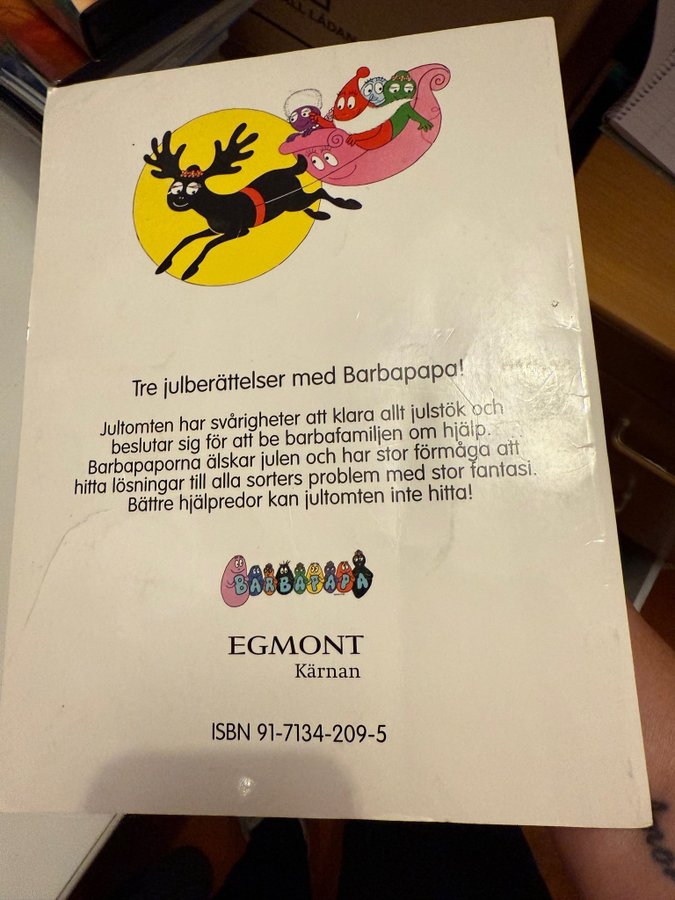 ALL LÅDAN
Tre julberättelser med Barbapapa!
Jultomten har svårigheter att klara allt julstök och
beslutar sig för att be barbafamiljen om hjälp.
Barbapaporna älskar julen och har stor förmåga att
hitta lösningar till alla sorters problem med stor fantasi.
Bättre hjälpredor kan jultomten inte hitta!
BARBAPAPA
EGMONT
Kärnan
ISBN 91-7134-209-5